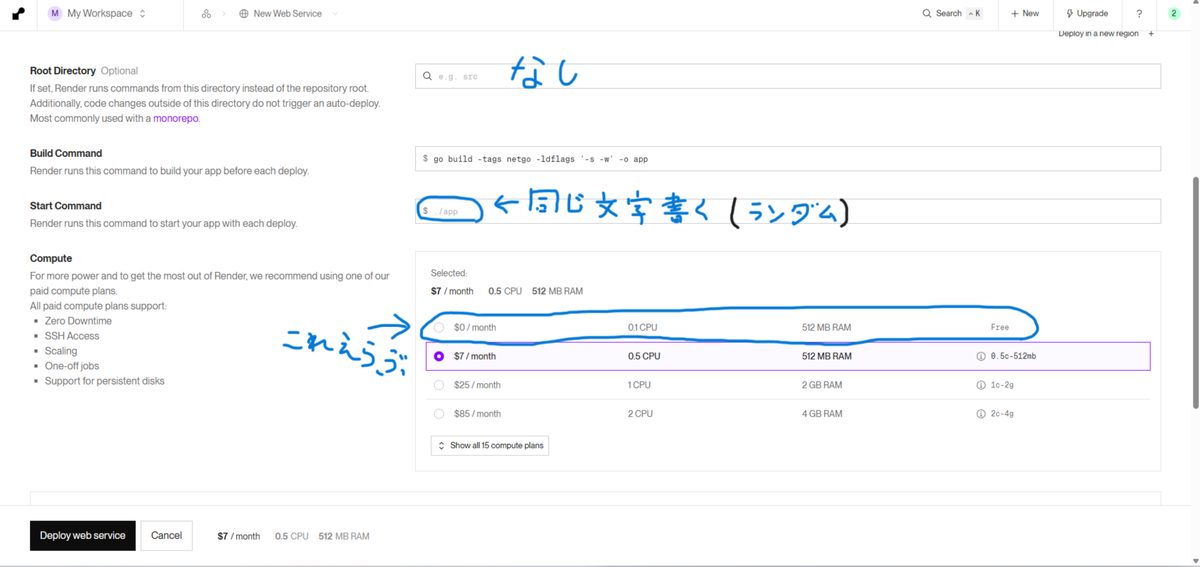 M My Workspace New Web Service Search ^ K + New Upgrade ? 2
Deploy in a new region +
Root Directory Optional
e.g. src なし
If set, Render runs commands from this directory instead of the repository root.
Additionally, code changes outside of this directory do not trigger an auto-deploy.
Most commonly used with a monorepo.
Build Command
$ go build -tags netgo -ldflags '-s -w' -o app
Render runs this command to build your app before each deploy.
Start Command
$ ./app ←同じ文字書く(ランダム)
Render runs this command to start your app with each deploy.
Compute
For more power and to get the most out of Render, we recommend using one of our
paid compute plans.
All paid compute plans support:
▪ Zero Downtime
▪ SSH Access
▪ Scaling
▪ One-off jobs
▪ Support for persistent disks
Selected:
$7 / month 0.5 CPU 512 MB RAM
これえらぶ→
$0 / month 0.1 CPU 512 MB RAM Free
$7 / month 0.5 CPU 512 MB RAM 0.5c-512mb
$25 / month 1 CPU 2 GB RAM 1c-2g
$85 / month 2 CPU 4 GB RAM 2c-4g
Show all 15 compute plans
Deploy web service Cancel $7 / month 0.5 CPU 512 MB RAM